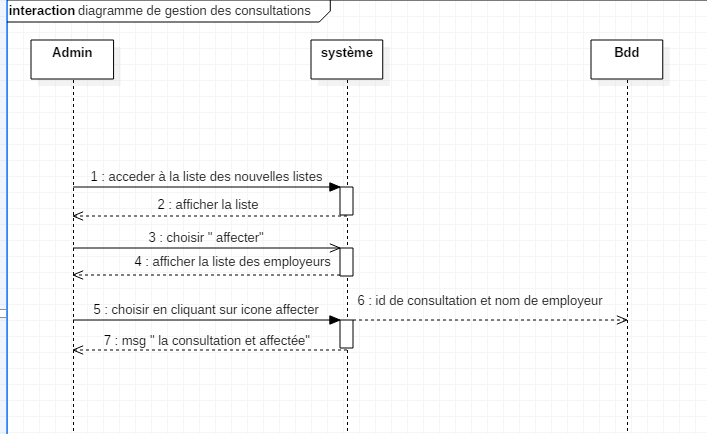 interaction diagramme de gestion des consultations
Admin
système
Bdd
1 : acceder à la liste des nouvelles listes
2 : afficher la liste
3 : choisir " affecter"
4 : afficher la liste des employeurs
5 : choisir en cliquant sur icone affecter
6 : id de consultation et nom de employeur
7 : msg " la consultation et affectée"